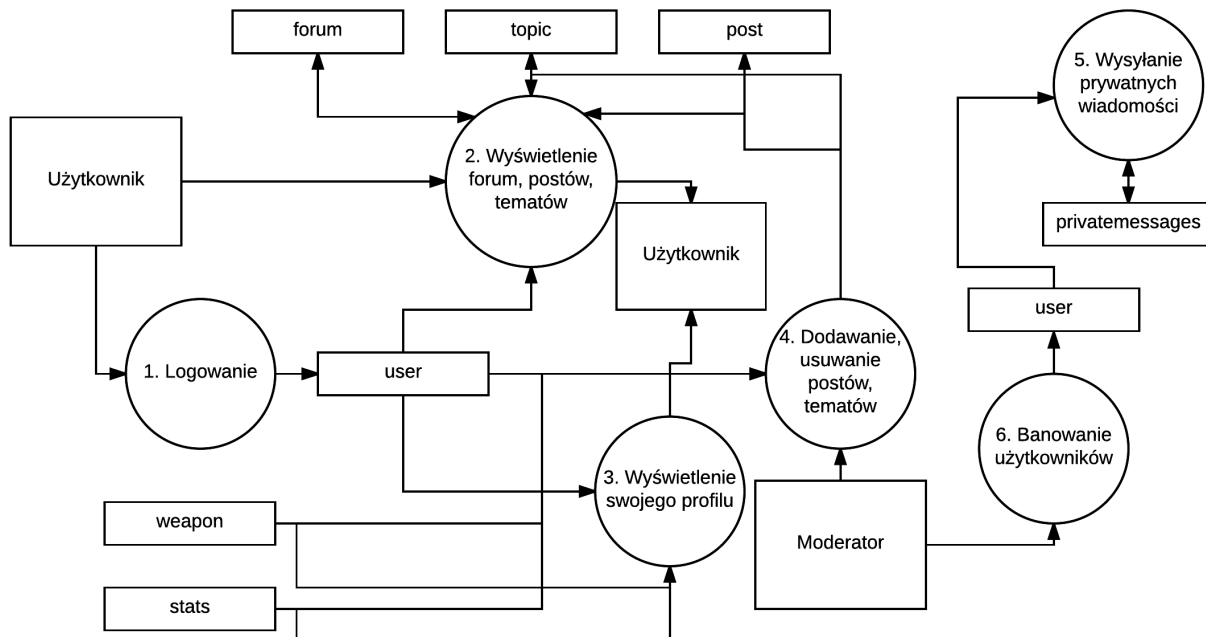 forum
topic
post
5. Wysyłanie
prywatnych
wiadomości
Użytkownik
2. Wyświetlenie
forum, postów,
tematów
privatemessages
Użytkownik
user
1. Logowanie
user
4. Dodawanie,
usuwanie
postów,
tematów
6. Banowanie
użytkowników
3. Wyświetlenie
swojego profilu
weapon
Moderator
stats